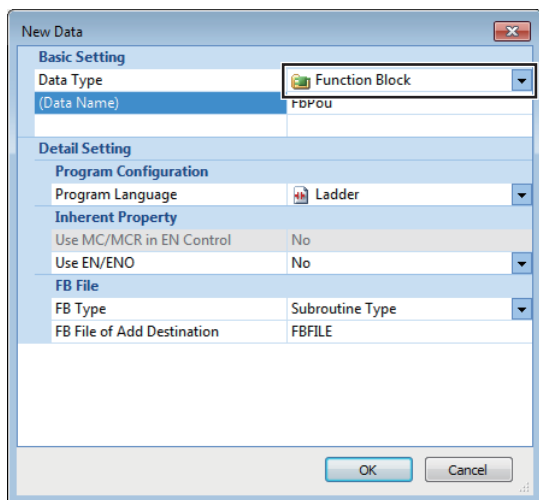 New Data
Basic Setting
Data Type Function Block
(Data Name) FbPou
Detail Setting
Program Configuration
Program Language Ladder
Inherent Property
Use MC/MCR in EN Control No
Use EN/ENO No
FB File
FB Type Subroutine Type
FB File of Add Destination FBFILE
OK Cancel